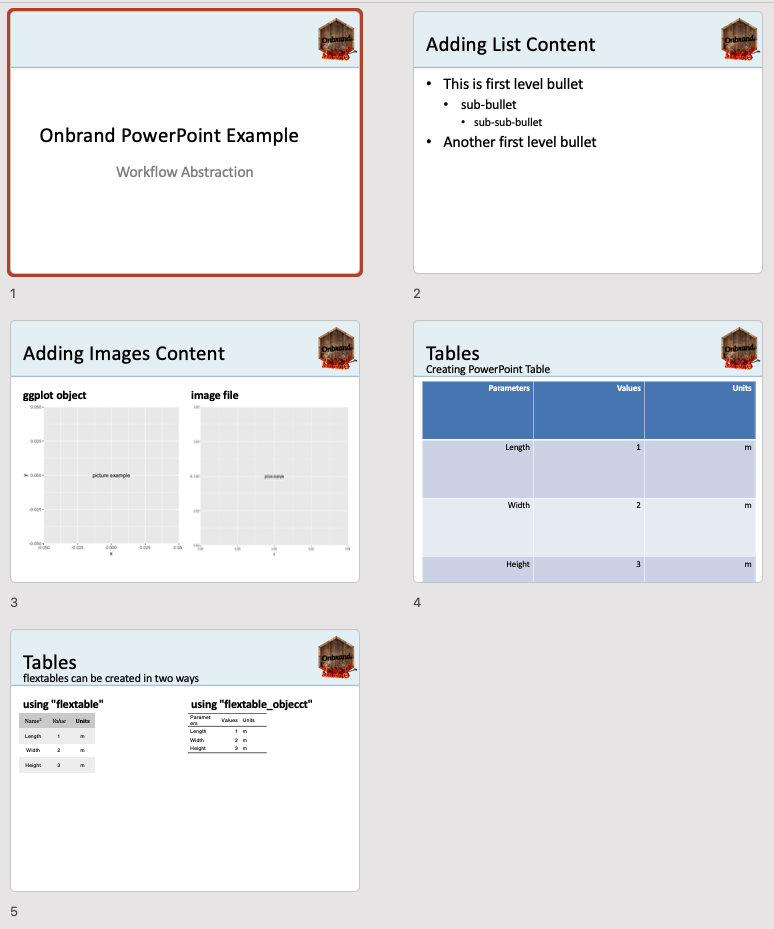 Onbrand
Onbrand PowerPoint Example
Workflow Abstraction
1
Onbrand
Adding List Content
• This is first level bullet
• sub-bullet
• sub-sub-bullet
• Another first level bullet
2
Onbrand
Adding Images Content
ggplot object
image file
0.050
0.025
y 0.000
picture example
-0.025
-0.050
-0.050 -0.025 0.000 0.025 0.05
x
3
Onbrand
Tables
Creating PowerPoint Table
Parameters Values Units
Length 1 m
Width 2 m
Height 3 m
4
Onbrand
Tables
flextables can be created in two ways
using "flextable"
Name¹ Value Units
Length 1 m
Width 2 m
Height 3 m
using "flextable_objecct"
Paramet
ers Values Units
Length 1 m
Width 2 m
Height 3 m
5